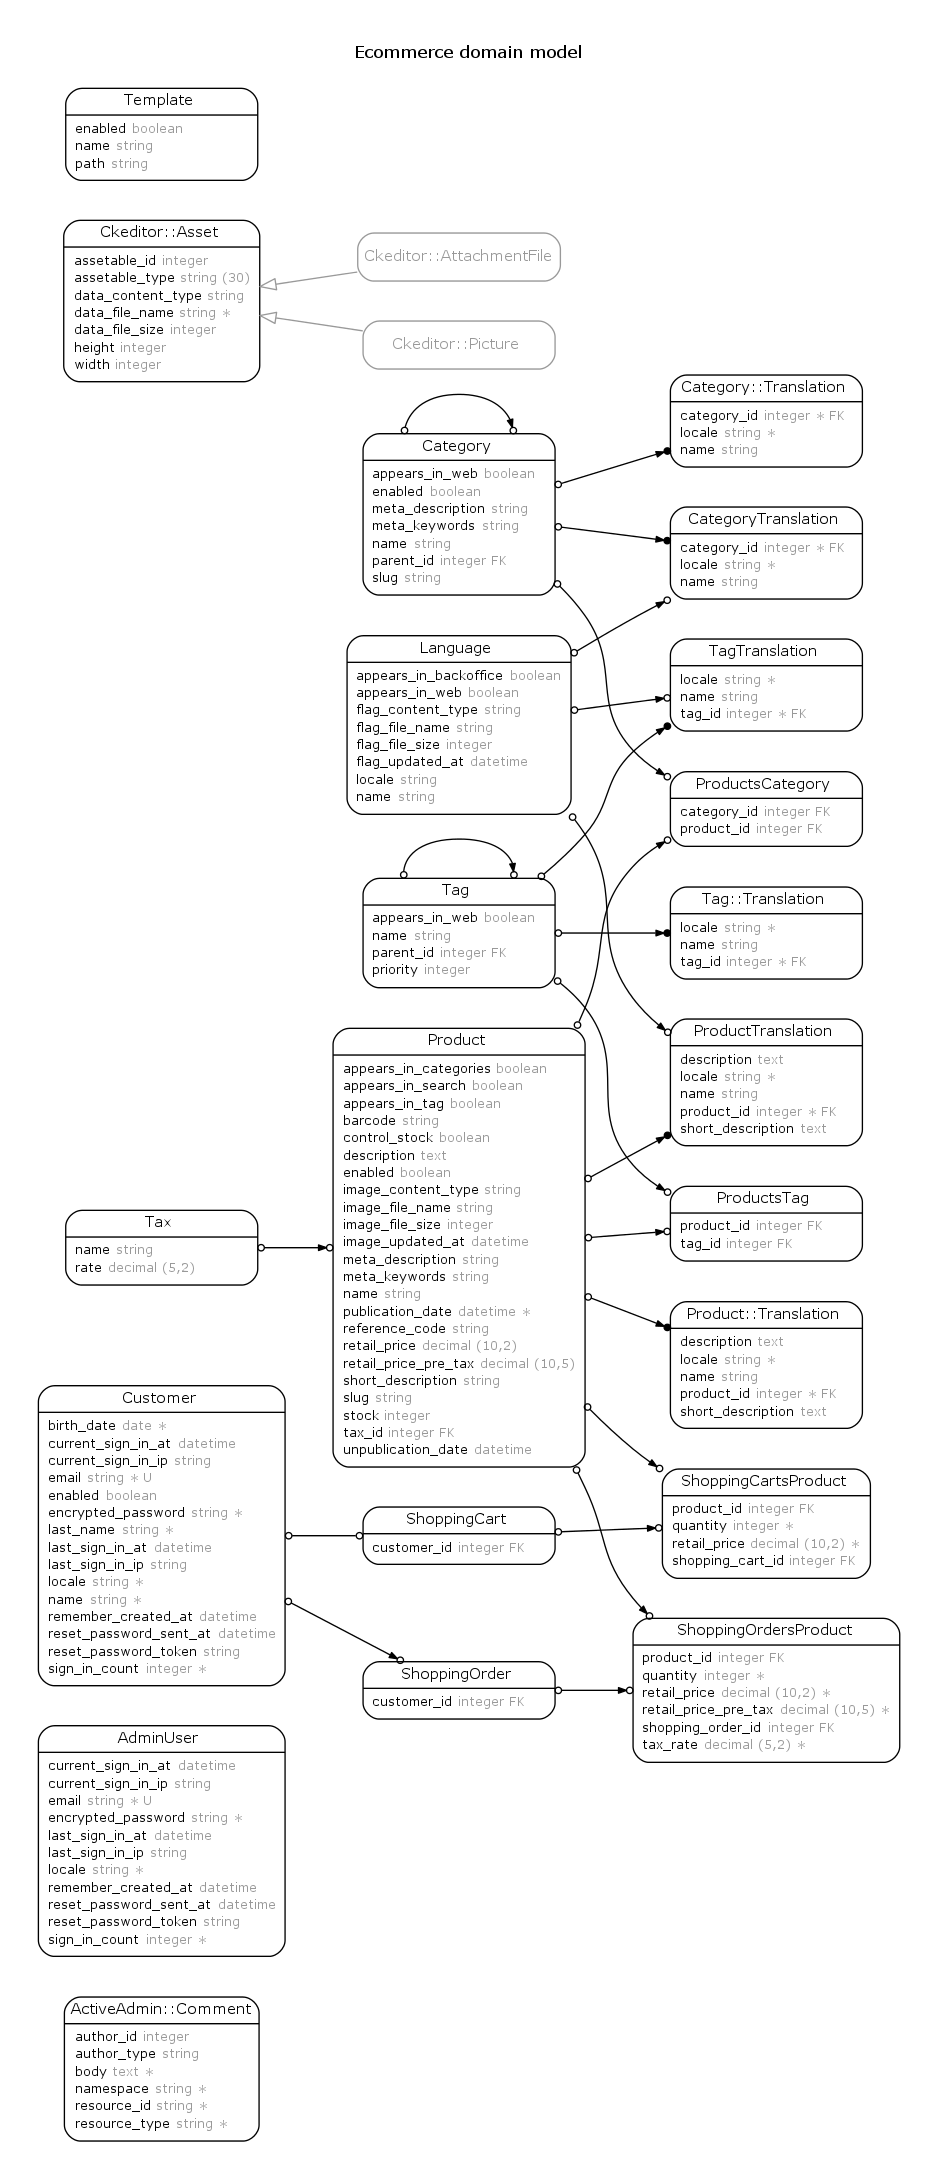 Ecommerce domain model
Template
enabled boolean
name string
path string
Ckeditor::Asset
assetable_id integer
assetable_type string (30)
data_content_type string
data_file_name string *
data_file_size integer
height integer
width integer
Ckeditor::AttachmentFile
Ckeditor::Picture
Category
appears_in_web boolean
enabled boolean
meta_description string
meta_keywords string
name string
parent_id integer FK
slug string
Category::Translation
category_id integer * FK
locale string *
name string
CategoryTranslation
category_id integer * FK
locale string *
name string
Language
appears_in_backoffice boolean
appears_in_web boolean
flag_content_type string
flag_file_name string
flag_file_size integer
flag_updated_at datetime
locale string
name string
TagTranslation
locale string *
name string
tag_id integer * FK
ProductsCategory
category_id integer FK
product_id integer FK
Tag
appears_in_web boolean
name string
parent_id integer FK
priority integer
Tag::Translation
locale string *
name string
tag_id integer * FK
Product
appears_in_categories boolean
appears_in_search boolean
appears_in_tag boolean
barcode string
control_stock boolean
description text
enabled boolean
image_content_type string
image_file_name string
image_file_size integer
image_updated_at datetime
meta_description string
meta_keywords string
name string
publication_date datetime *
reference_code string
retail_price decimal (10,2)
retail_price_pre_tax decimal (10,5)
short_description string
slug string
stock integer
tax_id integer FK
unpublication_date datetime
ProductTranslation
description text
locale string *
name string
product_id integer * FK
short_description text
ProductsTag
product_id integer FK
tag_id integer FK
Tax
name string
rate decimal (5,2)
Product::Translation
description text
locale string *
name string
product_id integer * FK
short_description text
Customer
birth_date date *
current_sign_in_at datetime
current_sign_in_ip string
email string * U
enabled boolean
encrypted_password string *
last_name string *
last_sign_in_at datetime
last_sign_in_ip string
locale string *
name string *
remember_created_at datetime
reset_password_sent_at datetime
reset_password_token string
sign_in_count integer *
ShoppingCart
customer_id integer FK
ShoppingCartsProduct
product_id integer FK
quantity integer *
retail_price decimal (10,2) *
shopping_cart_id integer FK
ShoppingOrder
customer_id integer FK
ShoppingOrdersProduct
product_id integer FK
quantity integer *
retail_price decimal (10,2) *
retail_price_pre_tax decimal (10,5) *
shopping_order_id integer FK
tax_rate decimal (5,2) *
AdminUser
current_sign_in_at datetime
current_sign_in_ip string
email string * U
encrypted_password string *
last_sign_in_at datetime
last_sign_in_ip string
locale string *
remember_created_at datetime
reset_password_sent_at datetime
reset_password_token string
sign_in_count integer *
ActiveAdmin::Comment
author_id integer
author_type string
body text *
namespace string *
resource_id string *
resource_type string *